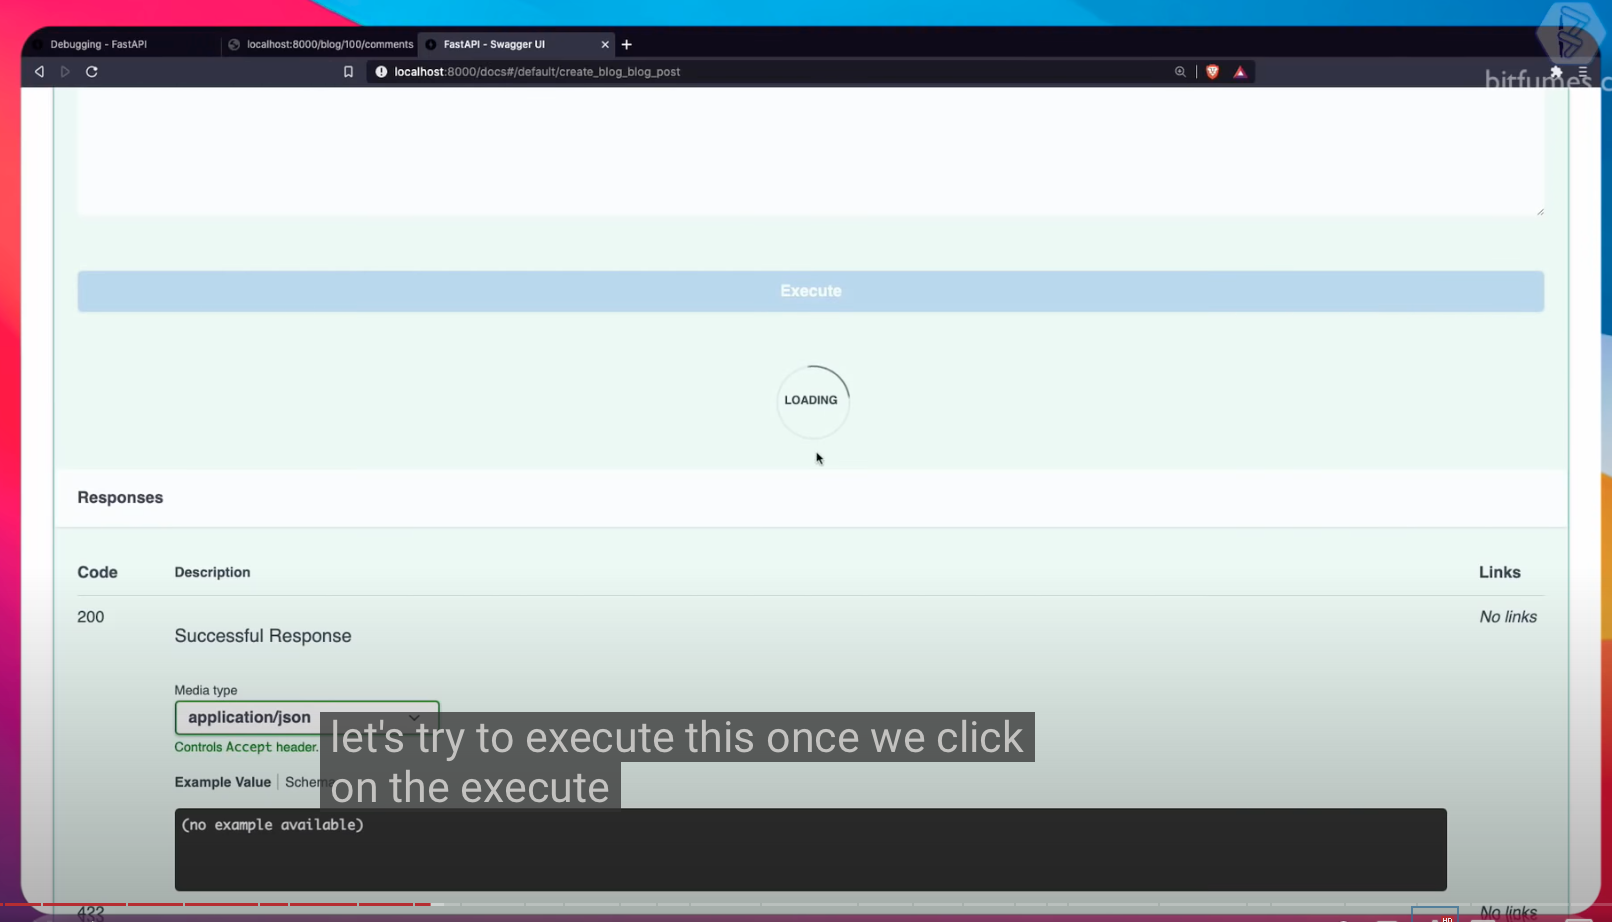 Debugging - FastAPI
localhost:8000/blog/100/comments
FastAPI - Swagger UI
localhost:8000/docs#/default/create_blog_blog_post
bitfumes.c
Execute
LOADING
Responses
Code Description Links
200 No links
Successful Response
Media type
application/json
Controls Accept header.
let's try to execute this once we click
on the execute
Example Value | Schema
(no example available)
422 No links
HD